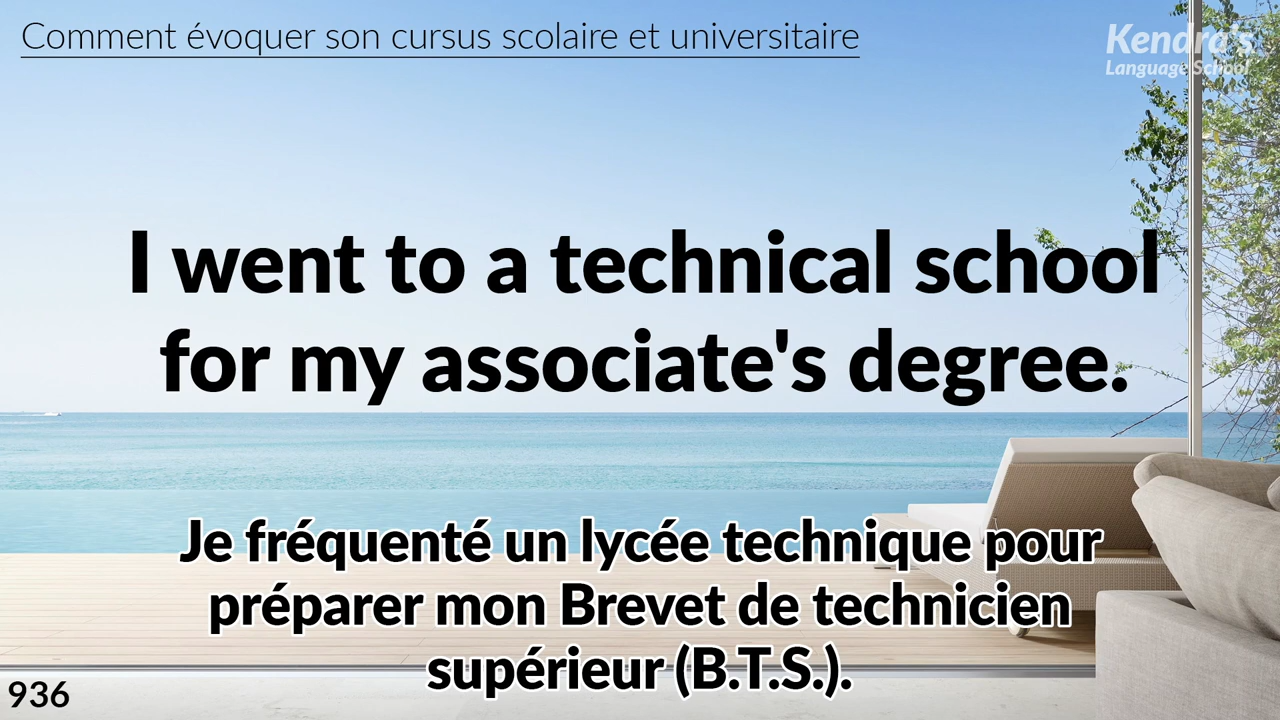 Comment évoquer son cursus scolaire et universitaire
Kendra's
Language School
I went to a technical school
for my associate's degree.
Je fréquenté un lycée technique pour
préparer mon Brevet de technicien
supérieur (B.T.S.).
936